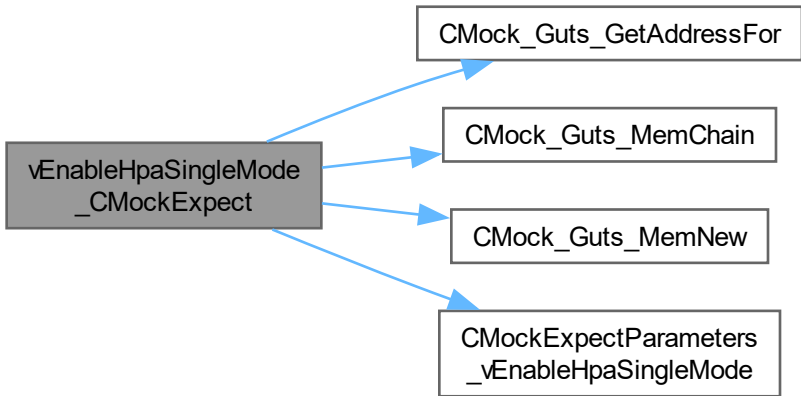 CMock_Guts_GetAddressFor
CMock_Guts_MemChain
vEnableHpaSingleMode
_CMockExpect
CMock_Guts_MemNew
CMockExpectParameters
_vEnableHpaSingleMode